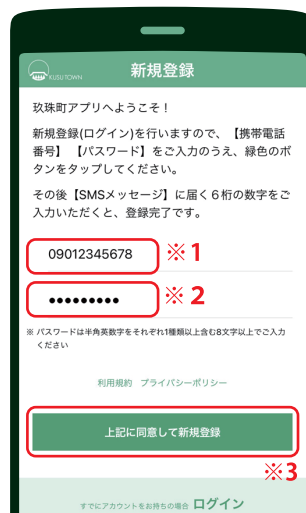 KUSU TOWN
新規登録
玖珠町アプリへようこそ！
新規登録(ログイン)を行いますので、【携帯電話
番号】【パスワード】をご入力のうえ、緑色のボ
タンをタップしてください。
その後【SMSメッセージ】に届く6桁の数字をご
入力いただくと、登録完了です。
09012345678
※1
•••••••••
※2
※ パスワードは半角英数字をそれぞれ1種類以上含む8文字以上でご入力
ください
利用規約 プライバシーポリシー
上記に同意して新規登録
※3
すでにアカウントをお持ちの場合 ログイン